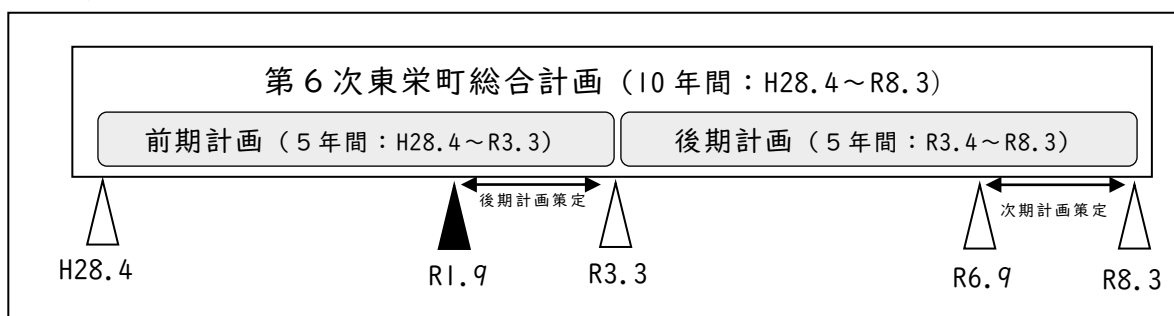 第６次東栄町総合計画（10年間：H28.4～R8.3）
前期計画（５年間：H28.4～R3.3）
後期計画（５年間：R3.4～R8.3）
後期計画策定
次期計画策定
H28.4
R1.9
R3.3
R6.9
R8.3